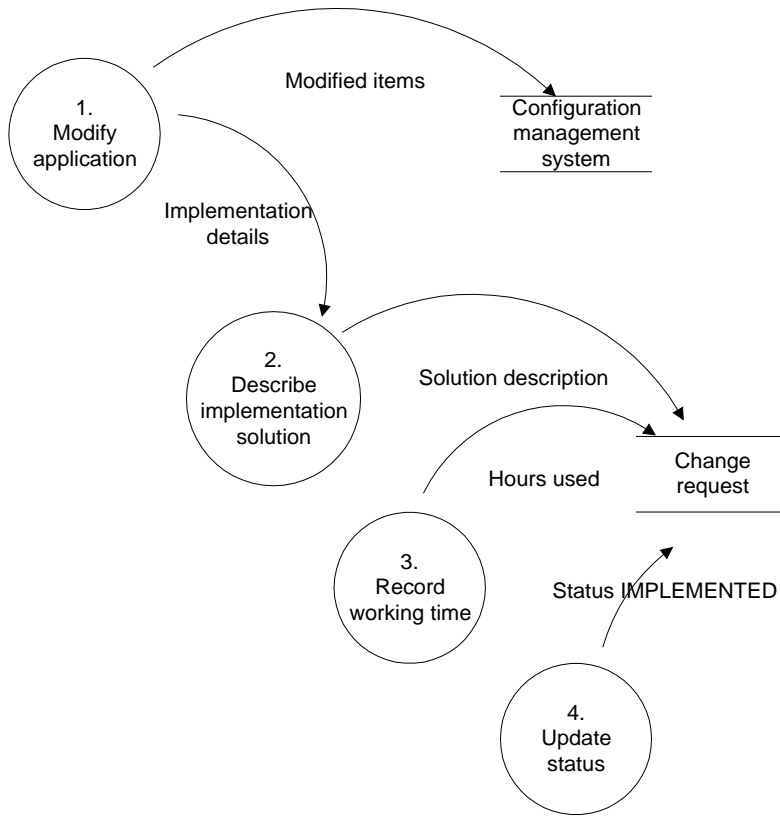 Modified items
1.
Modify
application
Configuration
management
system
Implementation
details
2.
Describe
implementation
solution
Solution description
Change
request
Hours used
3.
Record
working time
Status IMPLEMENTED
4.
Update
status